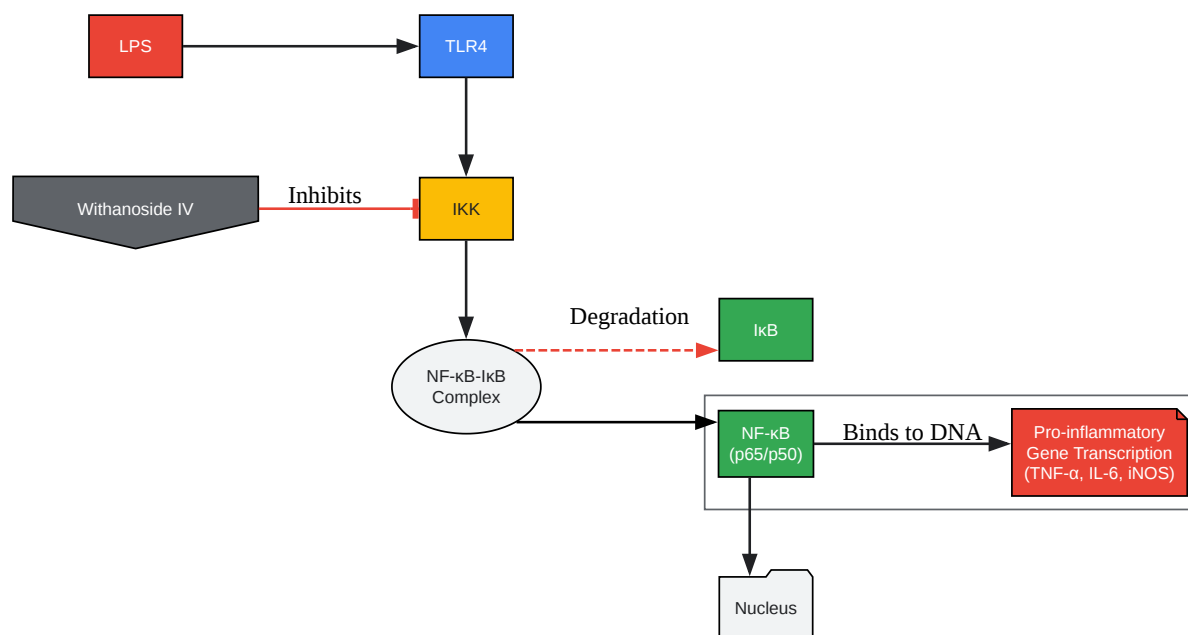 LPS
TLR4
Withanoside IV
Inhibits
IKK
Degradation
IκB
NF-κB-IκB
Complex
NF-κB
(p65/p50)
Binds to DNA
Pro-inflammatory
Gene Transcription
(TNF-α, IL-6, iNOS)
Nucleus